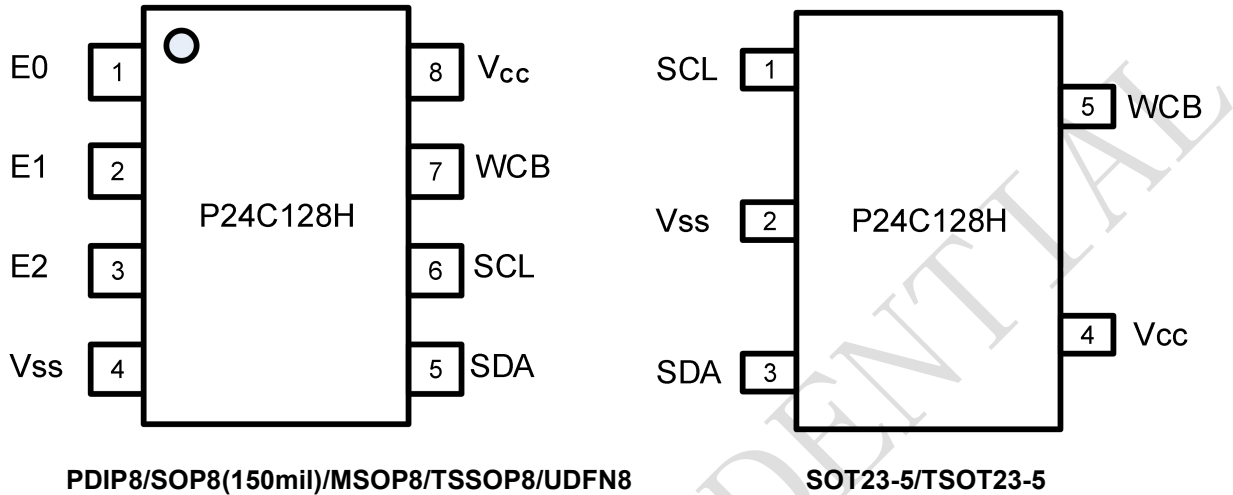 E0
1
8
Vcc
E1
2
7
WCB
P24C128H
E2
3
6
SCL
Vss
4
5
SDA
PDIP8/SOP8(150mil)/MSOP8/TSSOP8/UDFN8
SCL
1
5
WCB
Vss
2
P24C128H
4
Vcc
SDA
3
SOT23-5/TSOT23-5
DENTIAL